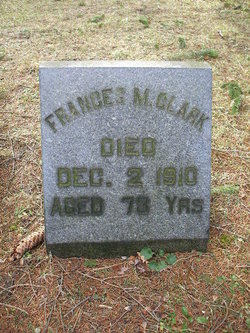 FRANCES M. CLARK
DIED
DEC. 2 1910
AGED 78 YRS